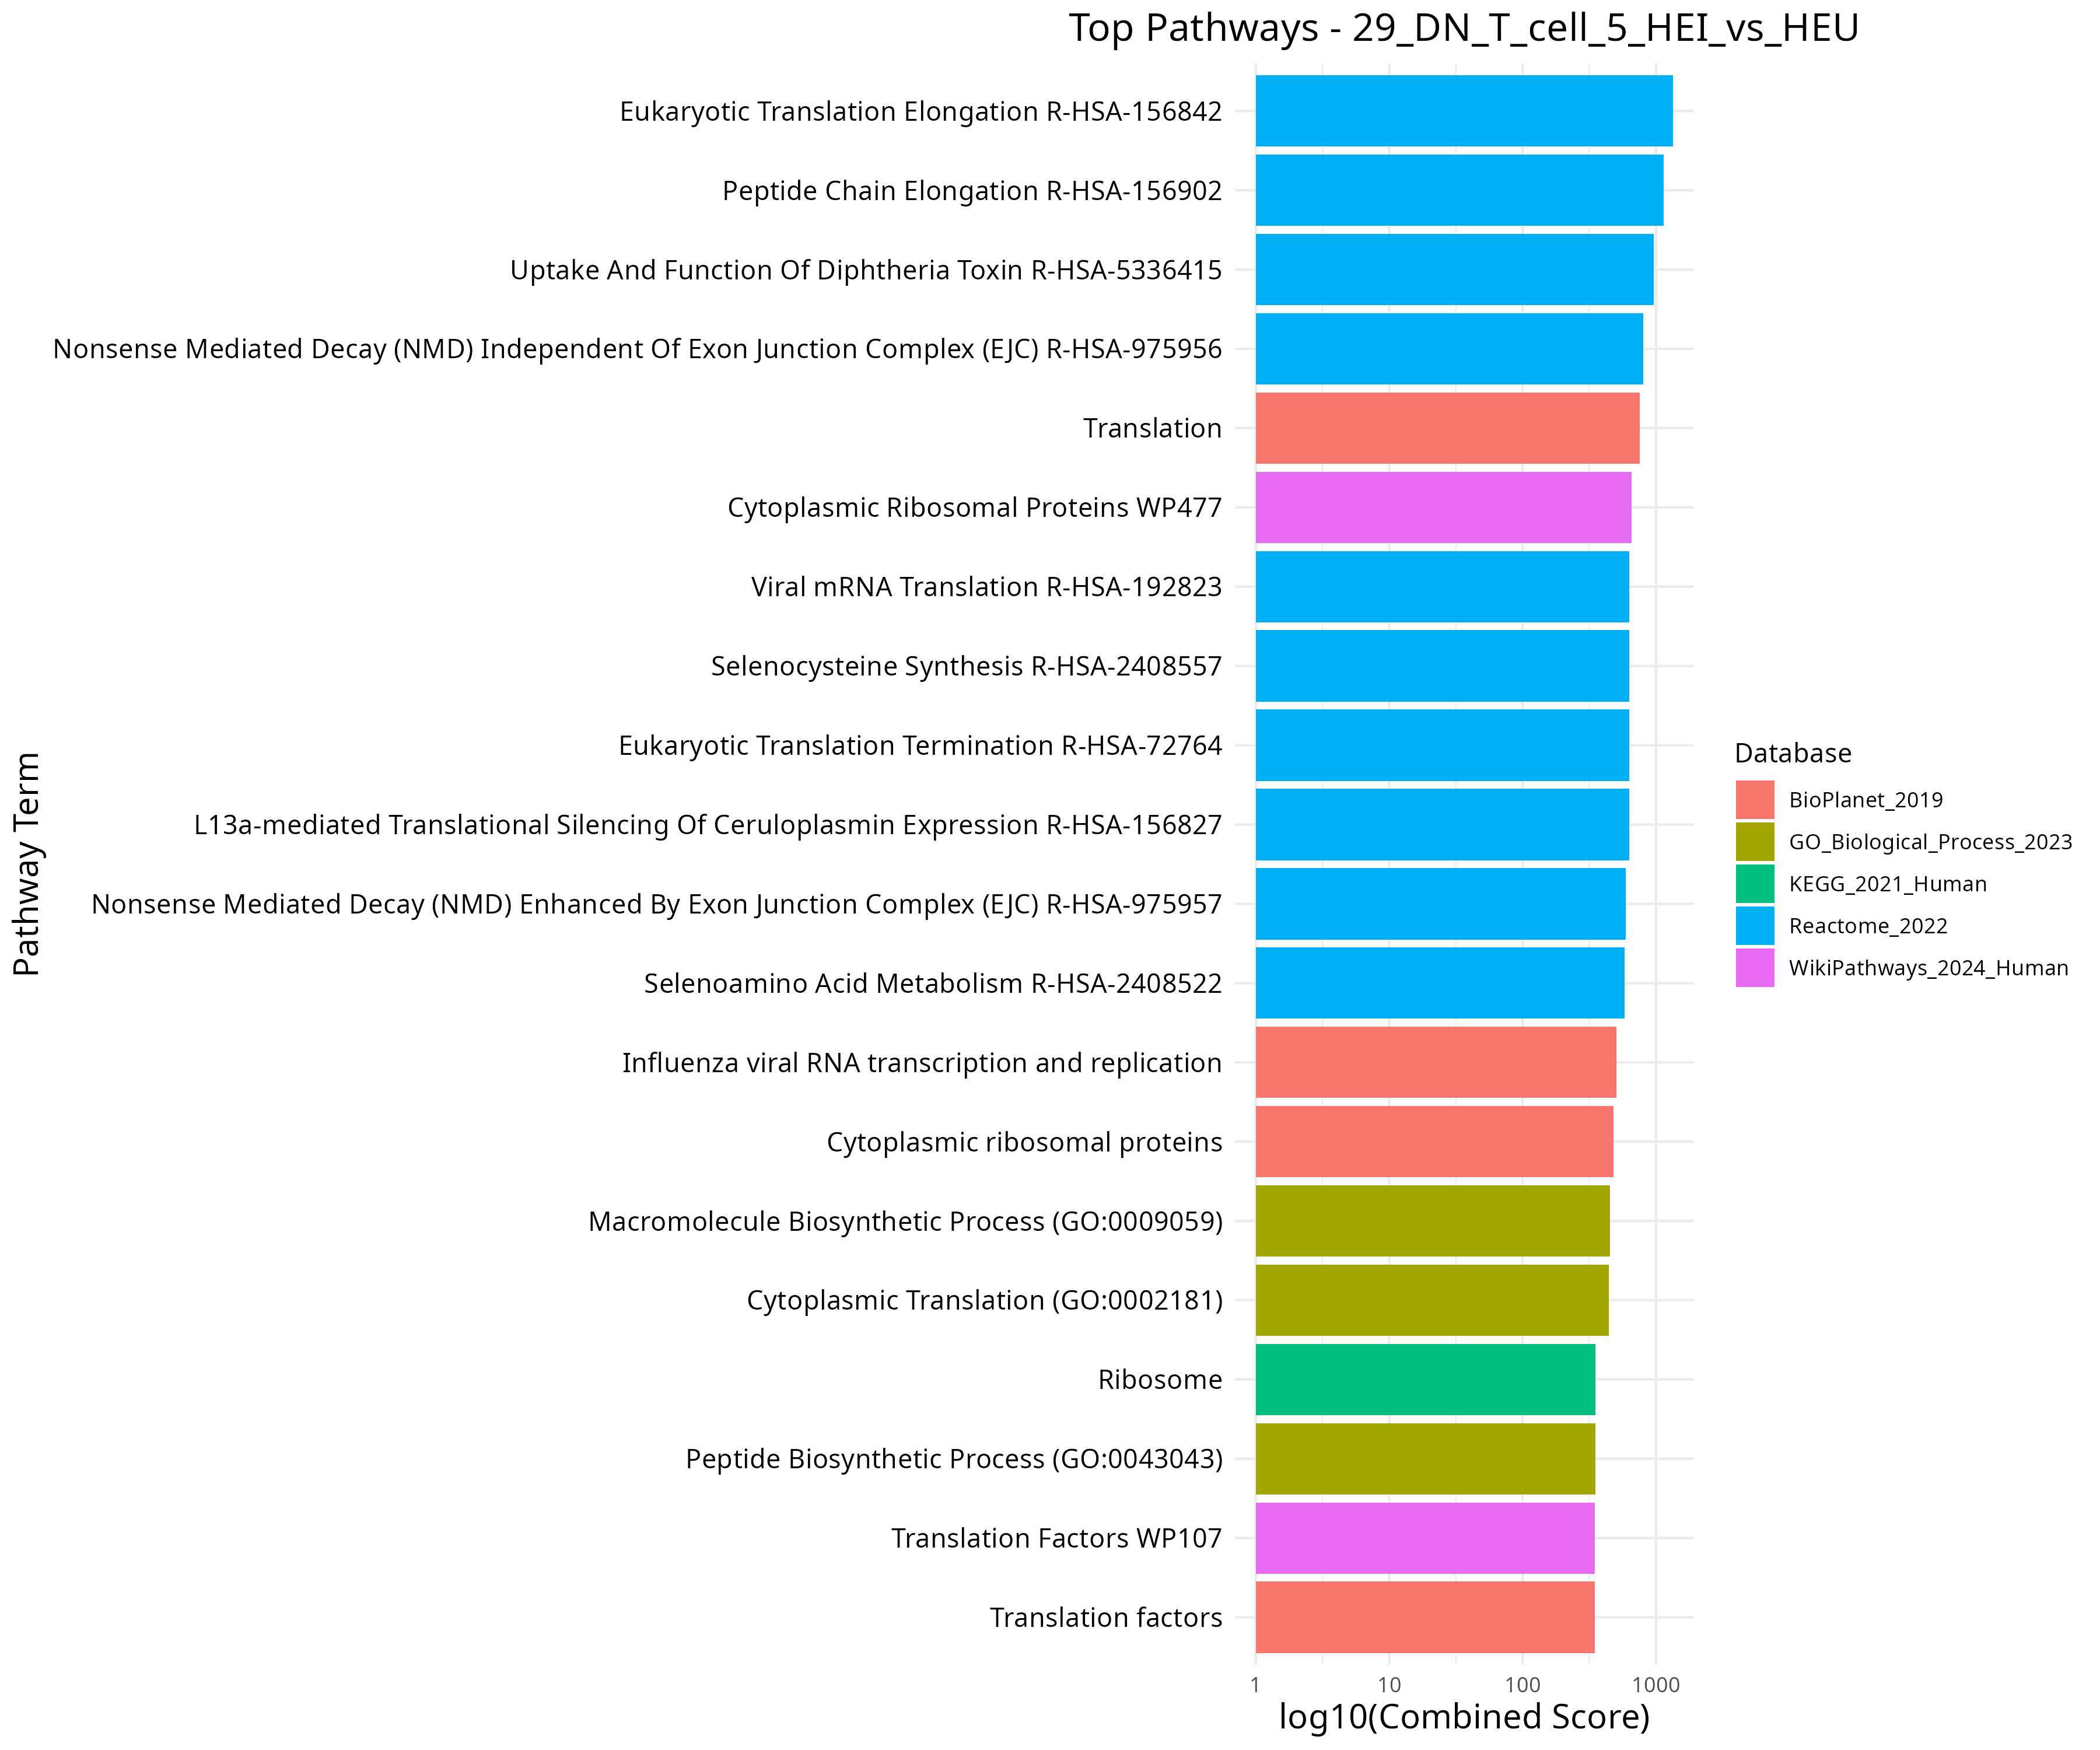 Top Pathways - 29_DN_T_cell_5_HEI_vs_HEU
Pathway Term
Eukaryotic Translation Elongation R-HSA-156842
Peptide Chain Elongation R-HSA-156902
Uptake And Function Of Diphtheria Toxin R-HSA-5336415
Nonsense Mediated Decay (NMD) Independent Of Exon Junction Complex (EJC) R-HSA-975956
Translation
Cytoplasmic Ribosomal Proteins WP477
Viral mRNA Translation R-HSA-192823
Selenocysteine Synthesis R-HSA-2408557
Eukaryotic Translation Termination R-HSA-72764
L13a-mediated Translational Silencing Of Ceruloplasmin Expression R-HSA-156827
Nonsense Mediated Decay (NMD) Enhanced By Exon Junction Complex (EJC) R-HSA-975957
Selenoamino Acid Metabolism R-HSA-2408522
Influenza viral RNA transcription and replication
Cytoplasmic ribosomal proteins
Macromolecule Biosynthetic Process (GO:0009059)
Cytoplasmic Translation (GO:0002181)
Ribosome
Peptide Biosynthetic Process (GO:0043043)
Translation Factors WP107
Translation factors
1 10 100 1000
log10(Combined Score)
Database
BioPlanet_2019
GO_Biological_Process_2023
KEGG_2021_Human
Reactome_2022
WikiPathways_2024_Human